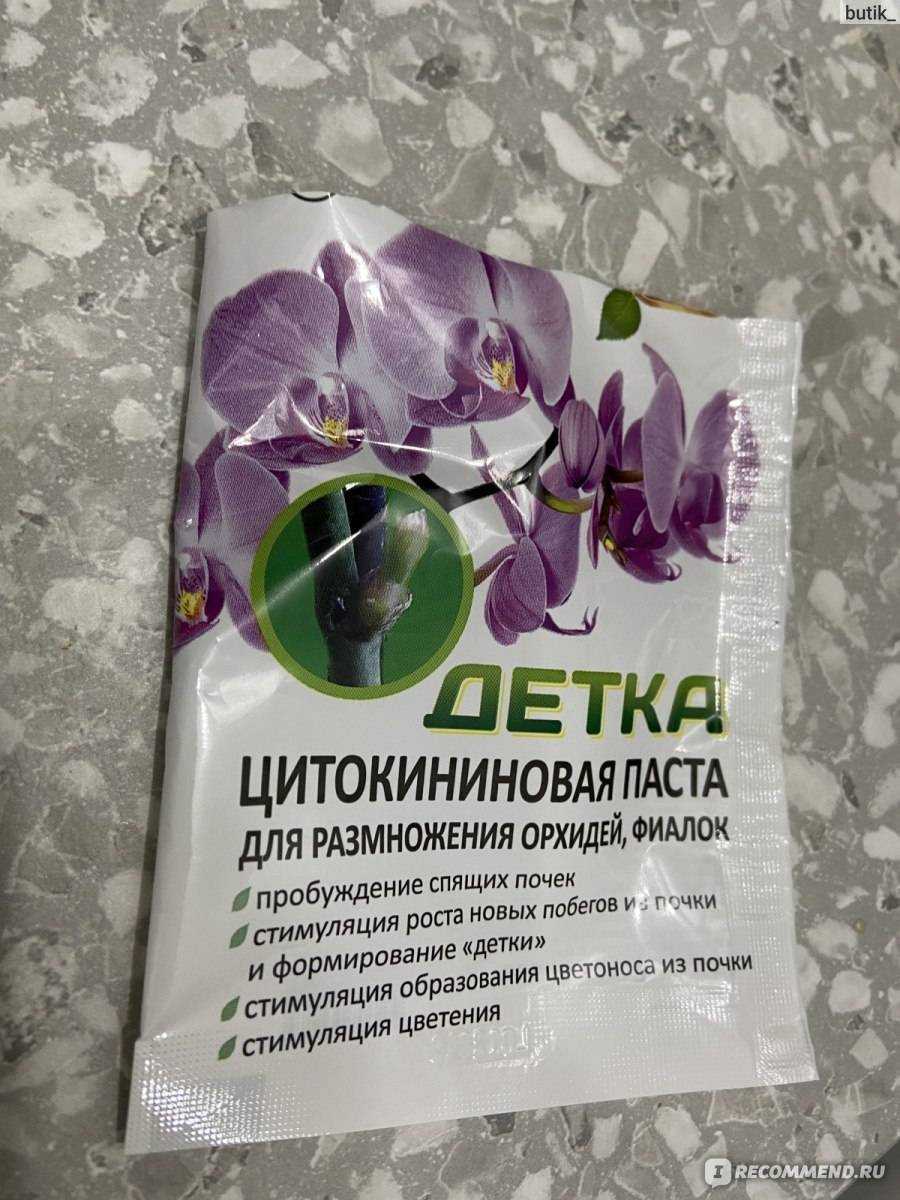 butik_
ДЕТКА
ЦИТОКИНИНОВАЯ ПАСТА
ДЛЯ РАЗМНОЖЕНИЯ ОРХИДЕЙ, ФИАЛОК
пробуждение спящих почек
стимуляция роста новых побегов из почки
и формирование «детки»
стимуляция образования цветоноса из почки
стимуляция цветения
IRECOMMEND.RU